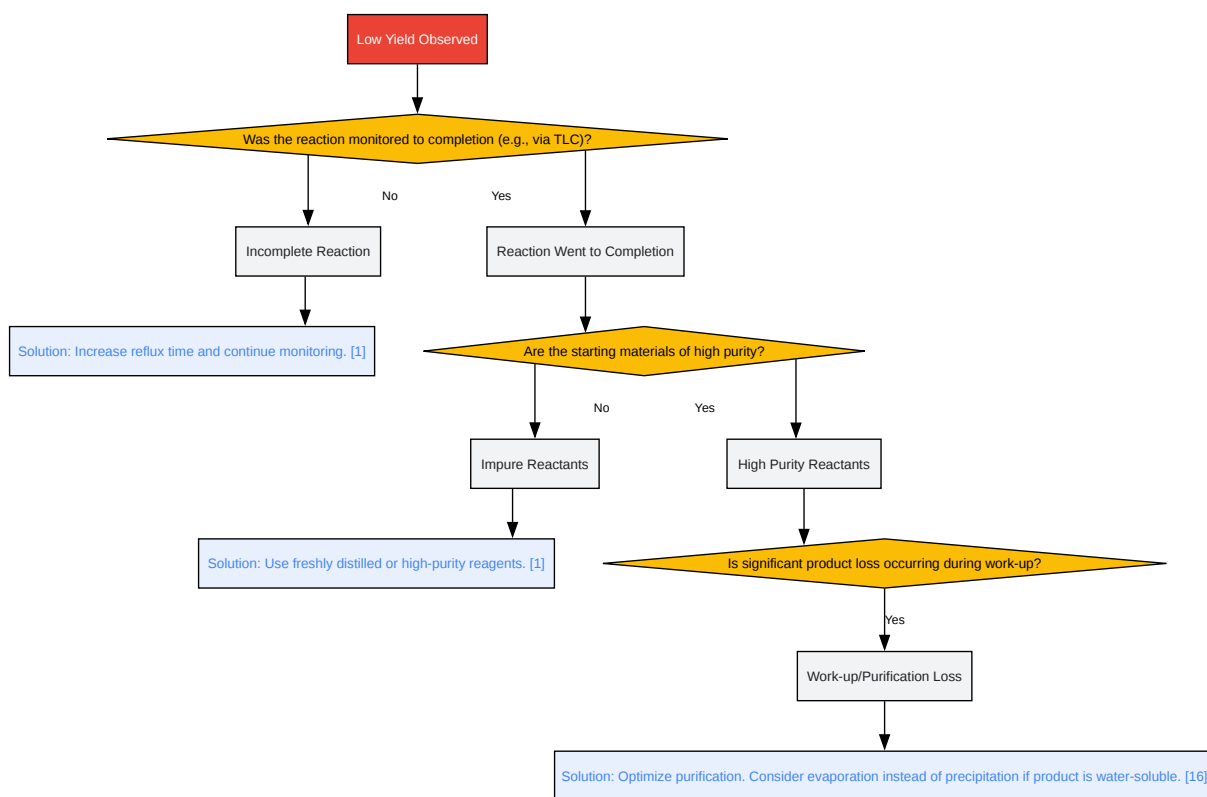 Low Yield Observed
Was the reaction monitored to completion (e.g., via TLC)?
No
Yes
Incomplete Reaction
Reaction Went to Completion
Solution: Increase reflux time and continue monitoring. [1]
Are the starting materials of high purity?
No
Yes
Impure Reactants
High Purity Reactants
Solution: Use freshly distilled or high-purity reagents. [1]
Is significant product loss occurring during work-up?
Yes
Work-up/Purification Loss
Solution: Optimize purification. Consider evaporation instead of precipitation if product is water-soluble. [16]